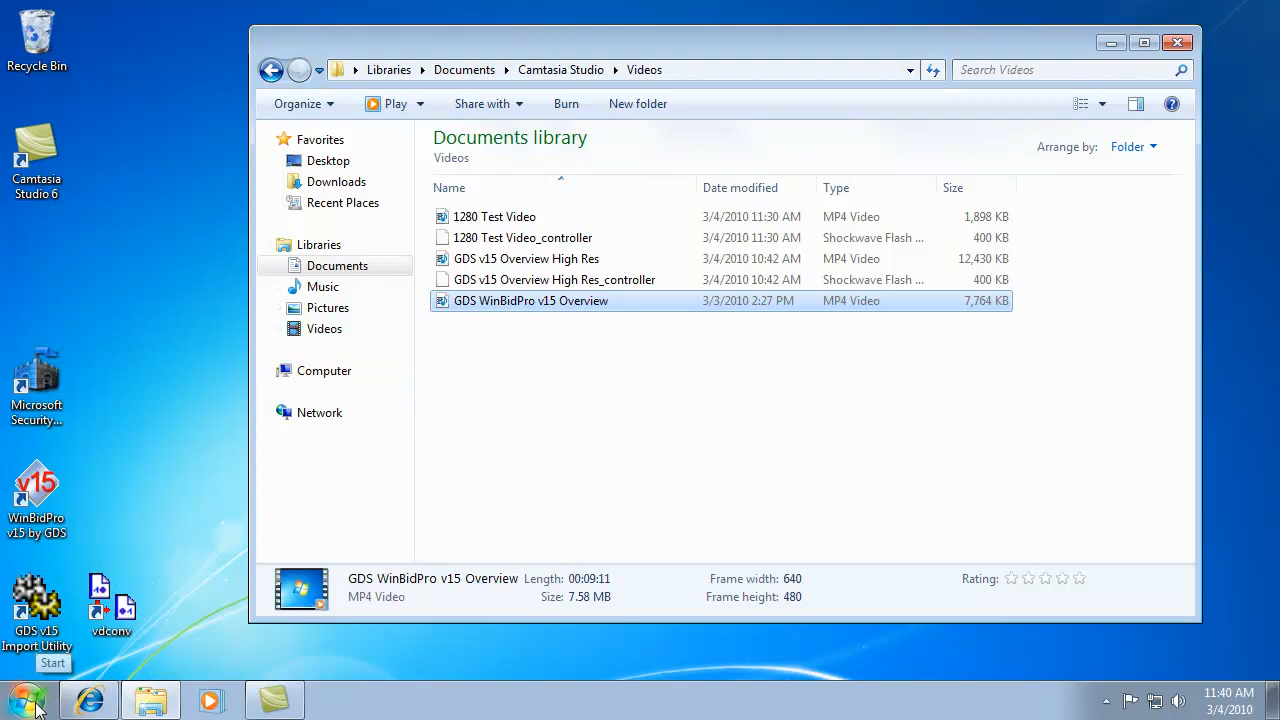 Recycle Bin
Camtasia
Studio 6
Microsoft
Security...
v15
WinBidPro
v15 by GDS
GDS v15
Import Utility
vdconv
Start
Libraries Documents Camtasia Studio Videos
Search Videos
Organize Play Share with Burn New folder
Favorites
Desktop
Downloads
Recent Places
Libraries
Documents
Music
Pictures
Videos
Computer
Network
Documents library
Videos
Arrange by: Folder
Name Date modified Type Size
1280 Test Video 3/4/2010 11:30 AM MP4 Video 1,898 KB
1280 Test Video_controller 3/4/2010 11:30 AM Shockwave Flash ... 400 KB
GDS v15 Overview High Res 3/4/2010 10:42 AM MP4 Video 12,430 KB
GDS v15 Overview High Res_controller 3/4/2010 10:42 AM Shockwave Flash ... 400 KB
GDS WinBidPro v15 Overview 3/3/2010 2:27 PM MP4 Video 7,764 KB
GDS WinBidPro v15 Overview Length: 00:09:11 Frame width: 640 Rating:
MP4 Video Size: 7.58 MB Frame height: 480
11:40 AM
3/4/2010